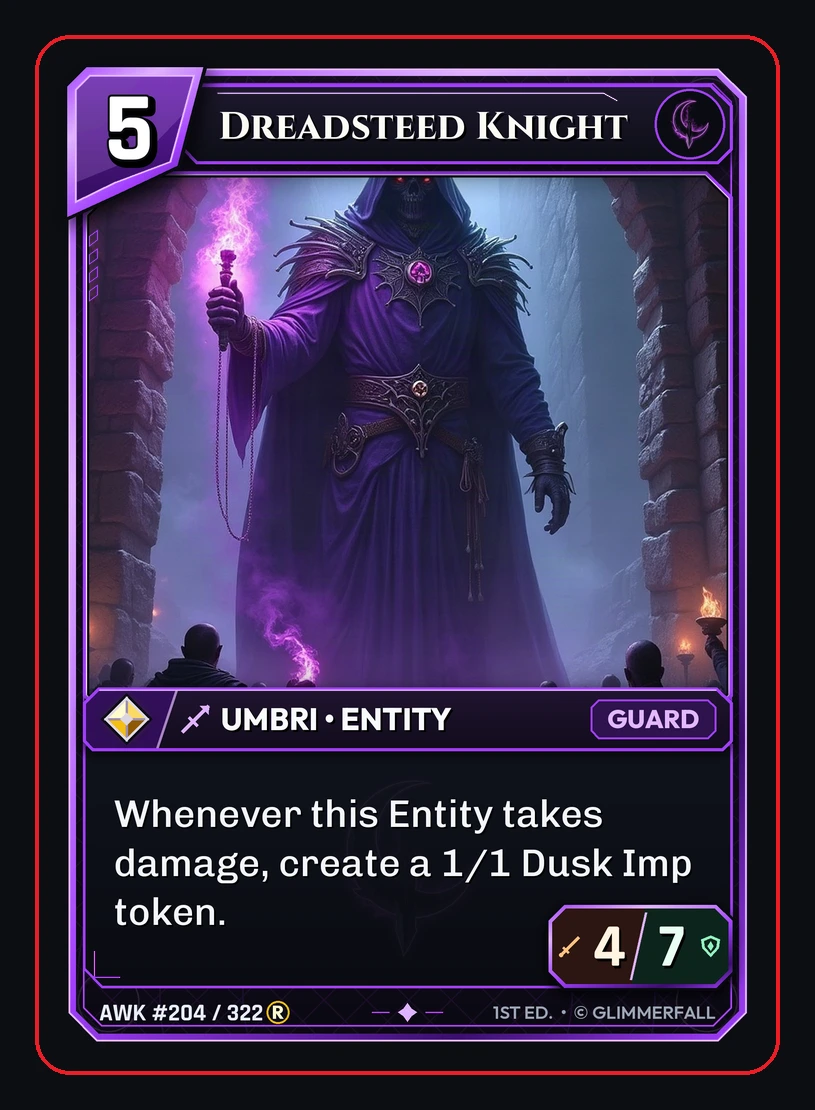 5
Dreadsteed Knight
UMBRI • ENTITY
GUARD
Whenever this Entity takes
damage, create a 1/1 Dusk Imp
token.
4/7
AWK #204 / 322 R
1ST ED. • © GLIMMERFALL